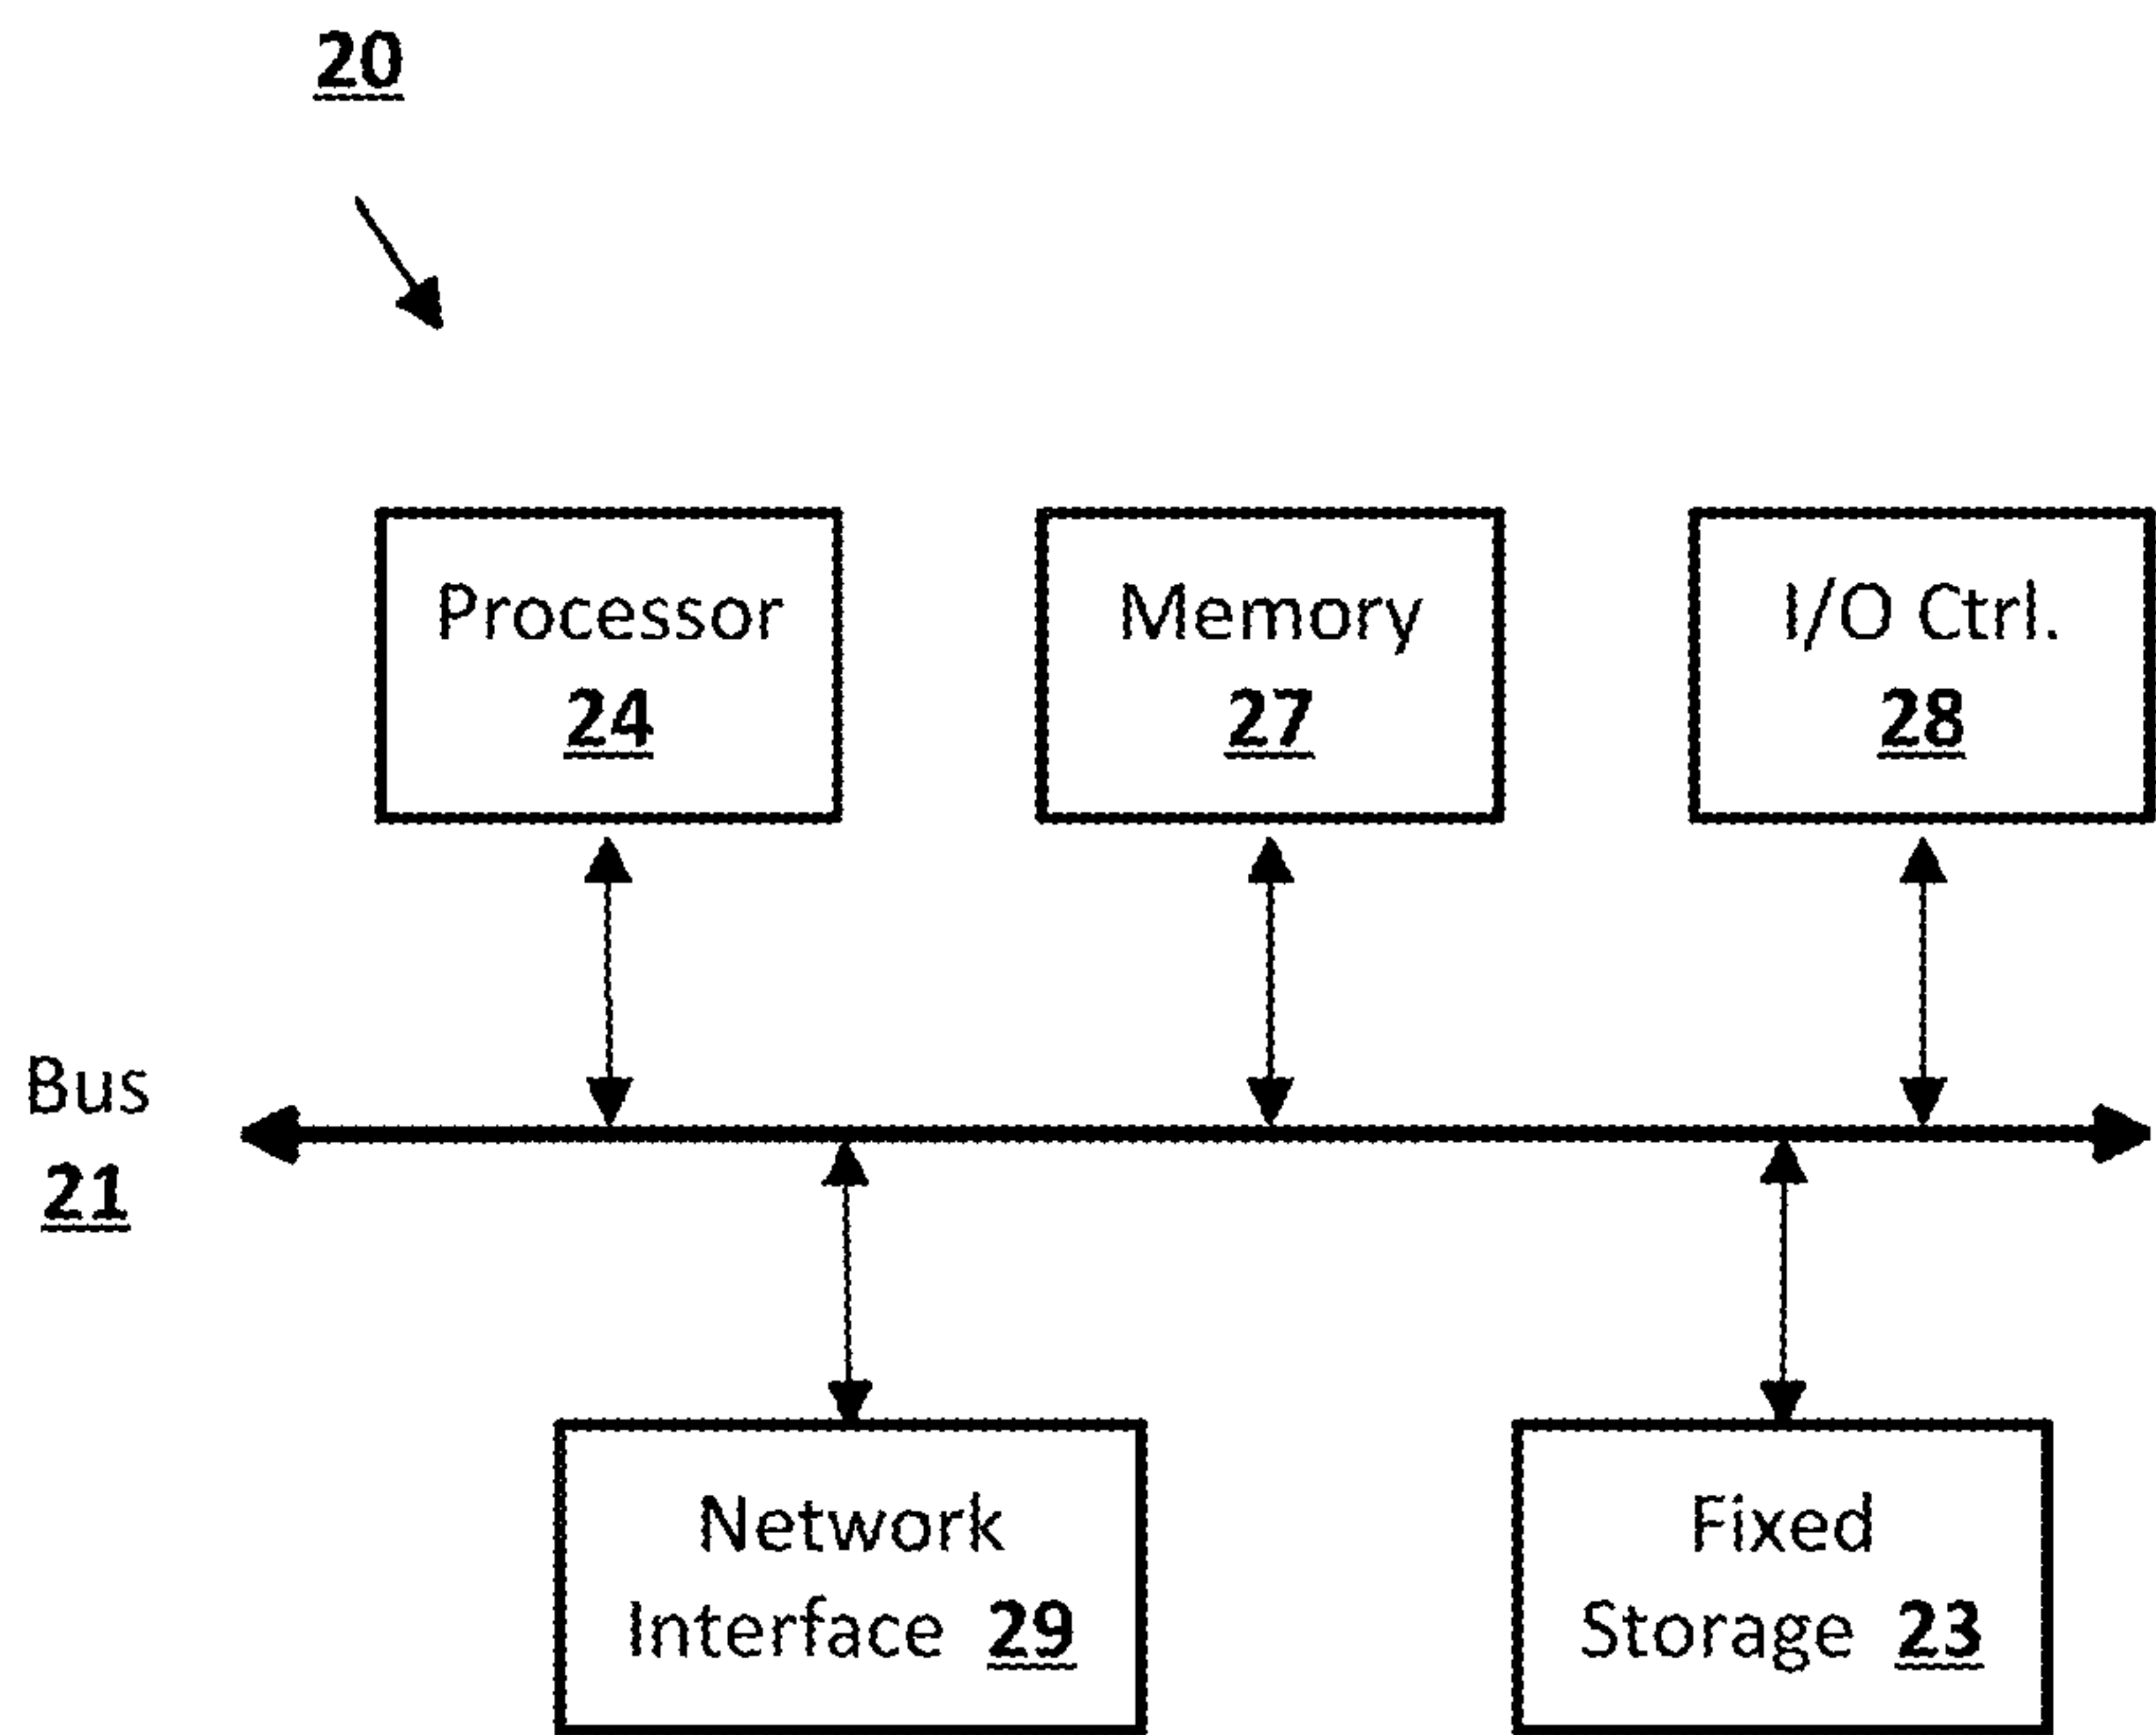 20
Processor
24
Memory
27
I/O Ctrl.
28
Bus
21
Network
Interface 29
Fixed
Storage 23